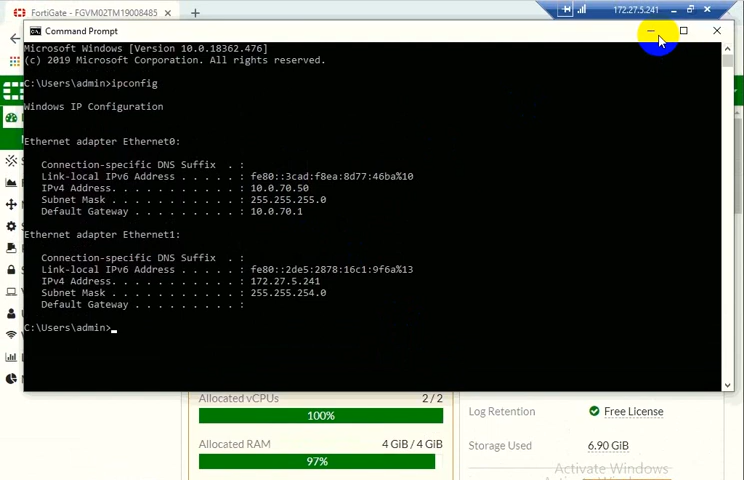 FortiGate - FGVM02TM19008485
172.27.5.241
Command Prompt
Microsoft Windows [Version 10.0.18362.476]
(c) 2019 Microsoft Corporation. All rights reserved.
C:\Users\admin>ipconfig
Windows IP Configuration
Ethernet adapter Ethernet0:
Connection-specific DNS Suffix . :
Link-local IPv6 Address . . . . . : fe80::3cad:f8ea:8d77:46ba%10
IPv4 Address. . . . . . . . . . . : 10.0.70.50
Subnet Mask . . . . . . . . . . . : 255.255.255.0
Default Gateway . . . . . . . . . : 10.0.70.1
Ethernet adapter Ethernet1:
Connection-specific DNS Suffix . :
Link-local IPv6 Address . . . . . : fe80::2de5:2878:16c1:9f6a%13
IPv4 Address. . . . . . . . . . . : 172.27.5.241
Subnet Mask . . . . . . . . . . . : 255.255.254.0
Default Gateway . . . . . . . . . :
C:\Users\admin>
Allocated vCPUs 2 / 2
100%
Log Retention Free License
Allocated RAM 4 GiB / 4 GiB
Storage Used 6.90 GiB
97%
Activate Windows